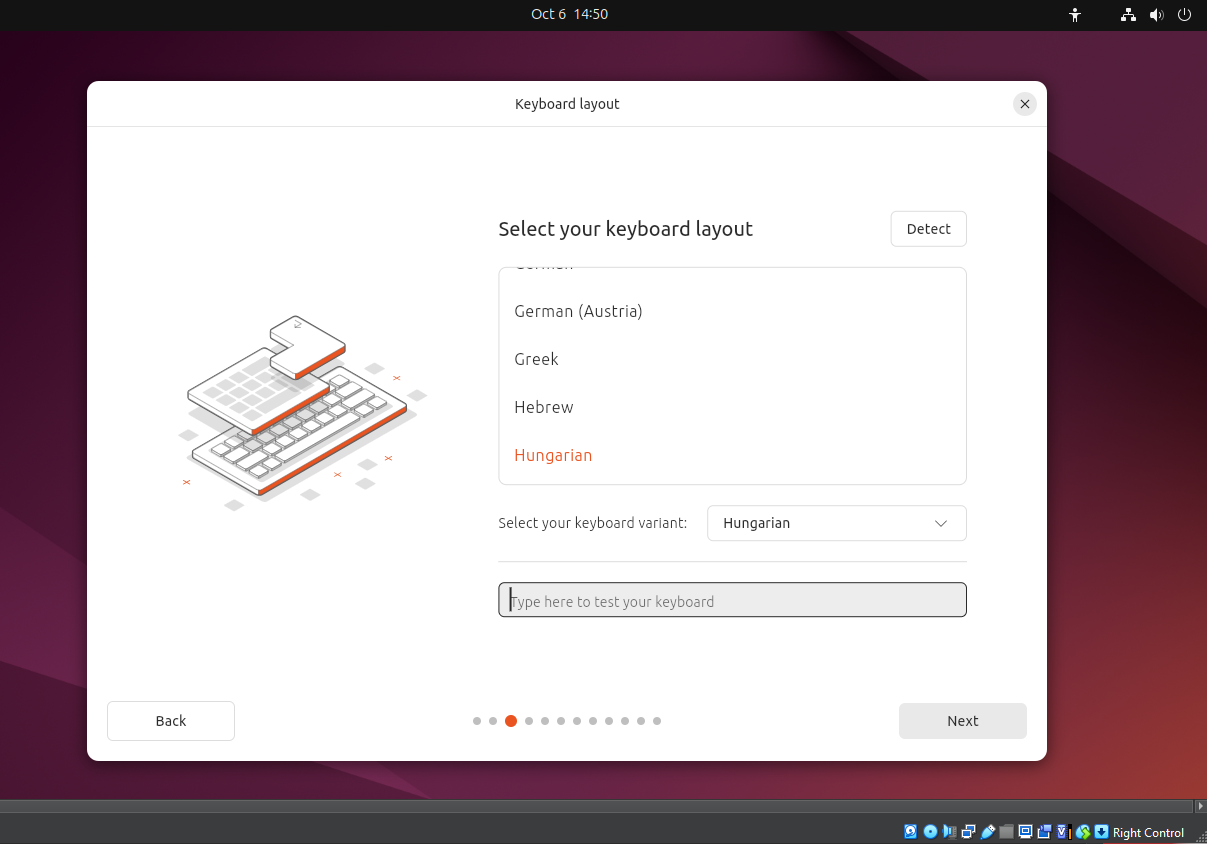 Oct 6 14:50
Keyboard layout
Select your keyboard layout
Detect
German
German (Austria)
Greek
Hebrew
Hungarian
Select your keyboard variant:
Hungarian
Type here to test your keyboard
Back
Next
Right Control